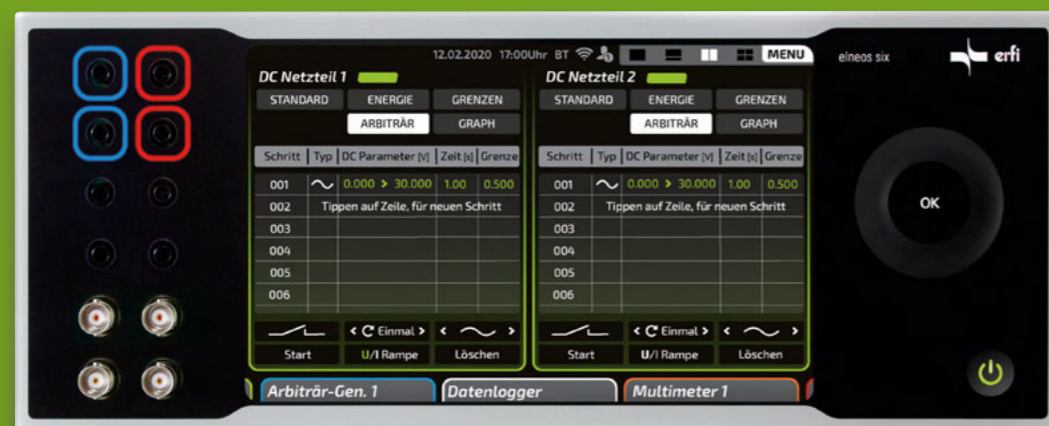 12.02.2020 17:00Uhr BT MENU
elneos six
erfi
DC Netzteil 1
STANDARD ENERGIE GRENZEN
ARBITRÄR GRAPH
Schritt Typ DC Parameter [V] Zeit [s] Grenze
001 0.000 > 30.000 1.00 0.500
002 Tippen auf Zeile, für neuen Schritt
003
004
005
006
< Einmal > < >
Start U/I Rampe Löschen
DC Netzteil 2
STANDARD ENERGIE GRENZEN
ARBITRÄR GRAPH
Schritt Typ DC Parameter [V] Zeit [s] Grenze
001 0.000 > 30.000 1.00 0.500
002 Tippen auf Zeile, für neuen Schritt
003
004
005
006
< Einmal > < >
Start U/I Rampe Löschen
Arbiträr-Gen. 1 Datenlogger Multimeter 1
OK